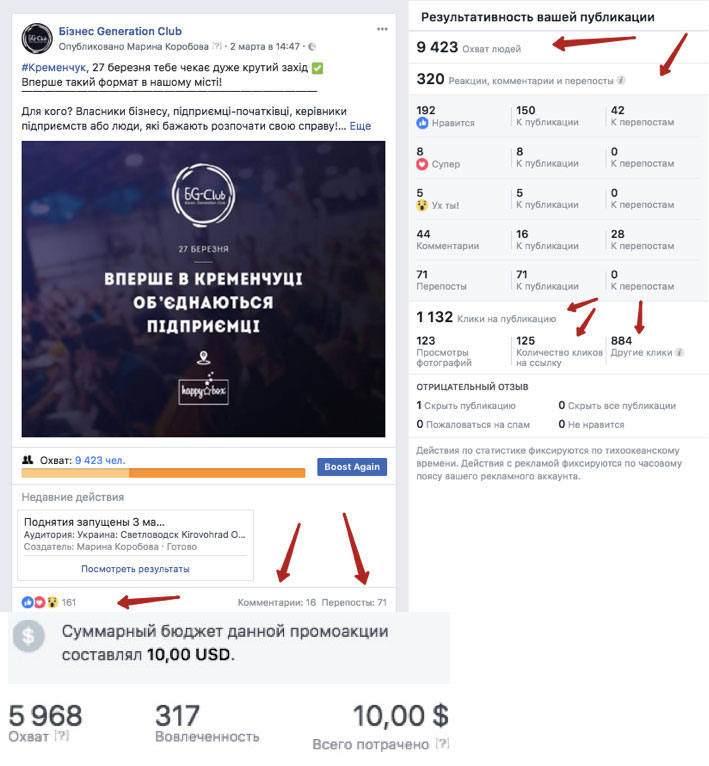 Бізнес Generation Club
Опубликовано Марина Коробова [?] · 2 марта в 14:47 ·
#Кременчук, 27 березня тебе чекає дуже крутий захід ✅
Вперше такий формат в нашому місті!
Для кого? Власники бізнесу, підприємці-початківці, керівники
підприємств або люди, які бажають розпочати свою справу!... Еще
БG-Club
Бізнес Generation Club
27 БЕРЕЗНЯ
ВПЕРШЕ В КРЕМЕНЧУЦІ
ОБ'ЄДНАЮТЬСЯ
ПІДПРИЄМЦІ
happy box
Охват: 9 423 чел.
Boost Again
Недавние действия
Поднятия запущены 3 ма...
Аудитория: Украина: Светловодск Kirovohrad O...
Создатель: Марина Коробова · Готово
Посмотреть результаты
161 Комментарии: 16 Перепосты: 71
Результативность вашей публикации
9 423 Охват людей
320 Реакции, комментарии и перепосты
192 150 42
Нравится К публикации К перепостам
8 8 0
Супер К публикации К перепостам
5 5 0
Ух ты! К публикации К перепостам
44 16 28
Комментарии К публикации К перепостам
71 71 0
Перепосты К публикации К перепостам
1 132 Клики на публикацию
123 125 884
Просмотры Количество кликов Другие клики
фотографий на ссылку
ОТРИЦАТЕЛЬНЫЙ ОТЗЫВ
1 Скрыть публикацию 0 Скрыть все публикации
0 Пожаловаться на спам 0 Не нравится
Действия по статистике фиксируются по тихоокеанскому
времени. Действия с рекламой фиксируются по часовому
поясу вашего рекламного аккаунта.
Суммарный бюджет данной промоакции
составлял 10,00 USD.
5 968 317 10,00 $
Охват [?] Вовлеченность Всего потрачено [?]